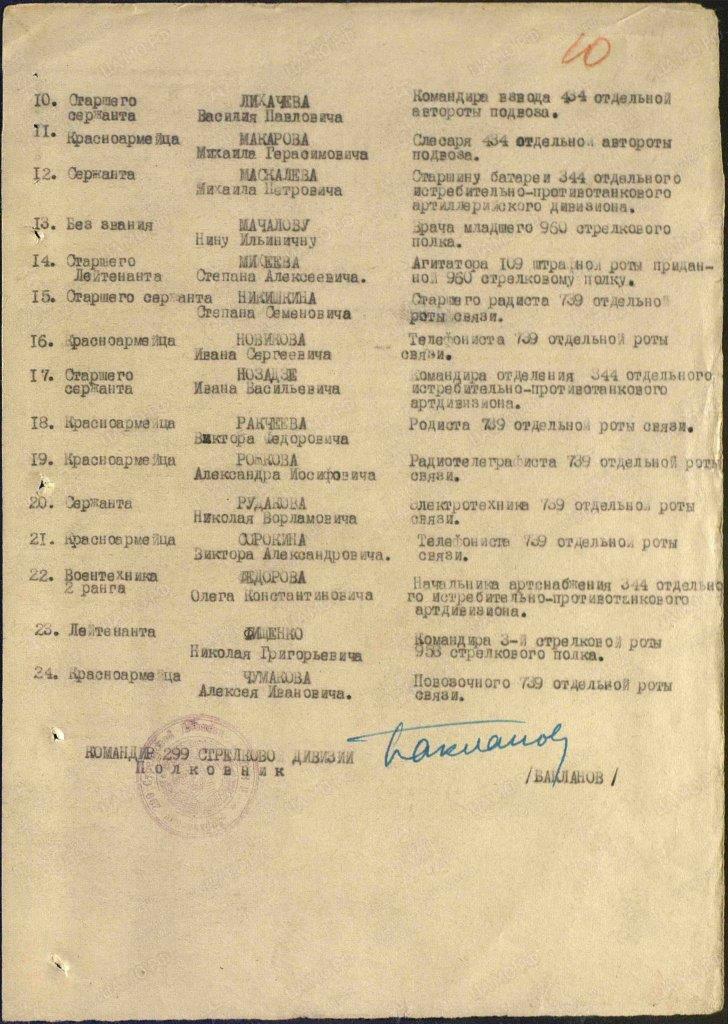 10
10. Старшего сержанта ЛИХАЧЕВА Василия Павловича Командира взвода 434 отдельной
автороты подвоза.
11. Красноармейца МАКАРОВА Михаила Герасимовича Слесаря 434 отдельной автороты
подвоза.
12. Сержанта МАСКАЛЕВА Михаила Петровича Старшину батареи 344 отдельного
истребительно-противотанкового
артиллерийского дивизиона.
13. Без звания МАЧАЛОВУ Нину Ильиничну Врача младшего 960 стрелкового
полка.
14. Старшего Лейтенанта МИКЕЕВА Степана Алексеевича. Агитатора 109 штрафной роты придан-
ной 960 стрелковому полку.
15. Старшего сержанта НИКИШКИНА Степана Семеновича Старшего радиста 739 отдельной
роты связи.
16. Красноармейца НОВИКОВА Ивана Сергеевича Телефониста 739 отдельной роты
связи.
17. Старшего сержанта НОЗАДЗЕ Ивана Васильевича Командира отделения 344 отдельного
истребительно-противотанкового
артдивизиона.
18. Красноармейца РАКЧЕЕВА Виктора Федоровича Родиста 739 отдельной роты связи.
19. Красноармейца Александра Иосифовича Радиотелеграфиста 739 отдельной роты
связи.
20. Сержанта РУДАКОВА Николая Ворламовича Электротехника 739 отдельной роты
связи.
21. Красноармейца СОРОКИНА Виктора Александровича. Телефониста 739 отдельной роты
связи.
22. Воентехника 2 ранга ФЕДОРОВА Олега Константиновича Начальника артснабжения 344 отдельно
го истребительно-противотанкового
артдивизиона.
23. Лейтенанта ФИЦЕНКО Николая Григорьевича Командира 3-й стрелковой роты
958 стрелкового полка.
24. Красноармейца ЧУМАКОВА Алексея Ивановича. Повозочного 739 отдельной роты
связи.
КОМАНДИР 299 СТРЕЛКОВОЙ ДИВИЗИИ
Полковник
Бакланов
/БАКЛАНОВ/